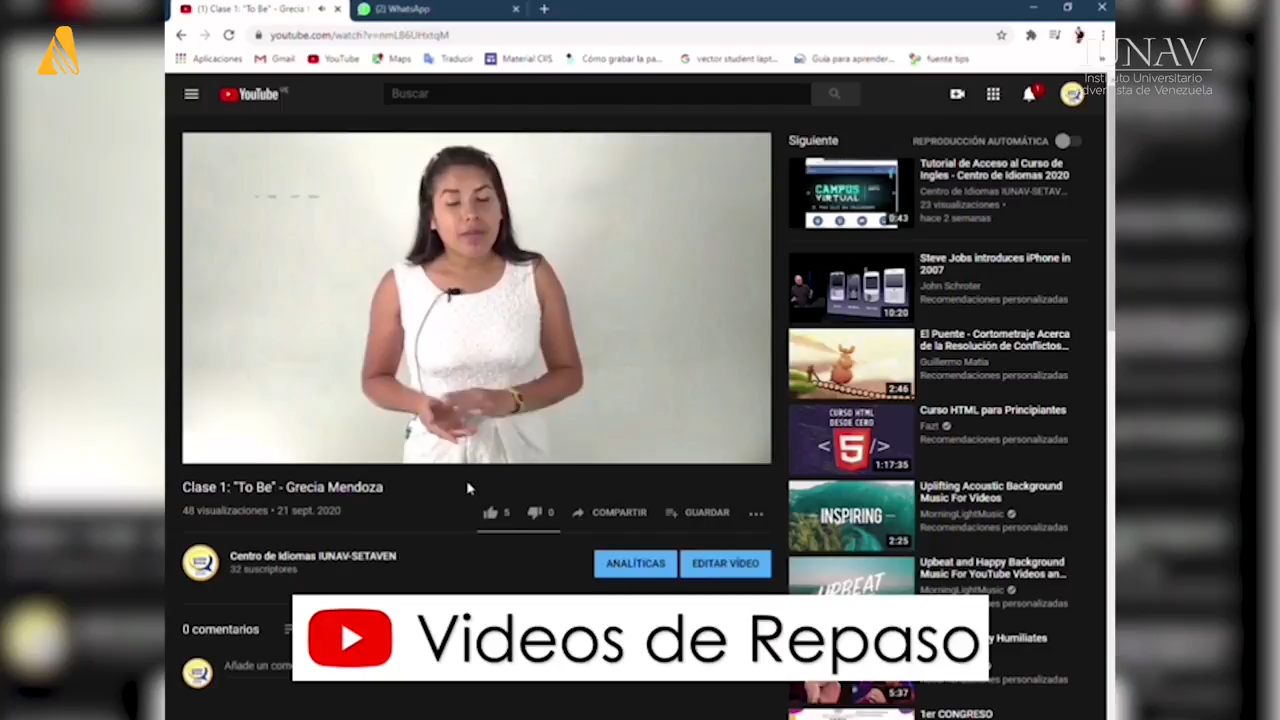 (1) Clase 1: "To Be" - Grecia
(2) WhatsApp
youtube.com/watch?v=nmL86UHxtqM
Aplicaciones
Gmail
YouTube
Maps
Traducir
Material CIIS
Cómo grabar la pa...
vector student lapt...
Guía para aprender...
fuente tips
IUNAV
Instituto Universitario
Adventista de Venezuela
YouTube VE
Buscar
1
Siguiente
REPRODUCCIÓN AUTOMÁTICA
CAMPUS
VIRTUAL
0:43
Tutorial de Acceso al Curso de
Ingles - Centro de Idiomas 2020
Centro de Idiomas IUNAV-SETAV...
23 visualizaciones •
hace 2 semanas
10:20
Steve Jobs introduces iPhone in
2007
John Schroter
Recomendaciones personalizadas
2:46
El Puente - Cortometraje Acerca
de la Resolución de Conflictos...
Guillermo Matia
Recomendaciones personalizadas
CURSO HTML
DESDE CERO
< 5 />
1:17:35
Curso HTML para Principiantes
Fazt
Recomendaciones personalizadas
INSPIRING
2:25
Uplifting Acoustic Background
Music For Videos
MorningLightMusic
Recomendaciones personalizadas
UPBEAT
Upbeat and Happy Background
Music For YouTube Videos an...
MorningLightMusic
personalizadas
Humiliates
5:37
1er CONGRESO
Clase 1: "To Be" - Grecia Mendoza
48 visualizaciones • 21 sept. 2020
5
0
COMPARTIR
GUARDAR
Centro de Idiomas IUNAV-SETAVEN
32 suscriptores
ANALÍTICAS
EDITAR VÍDEO
0 comentarios
Añade un come
Videos de Repaso